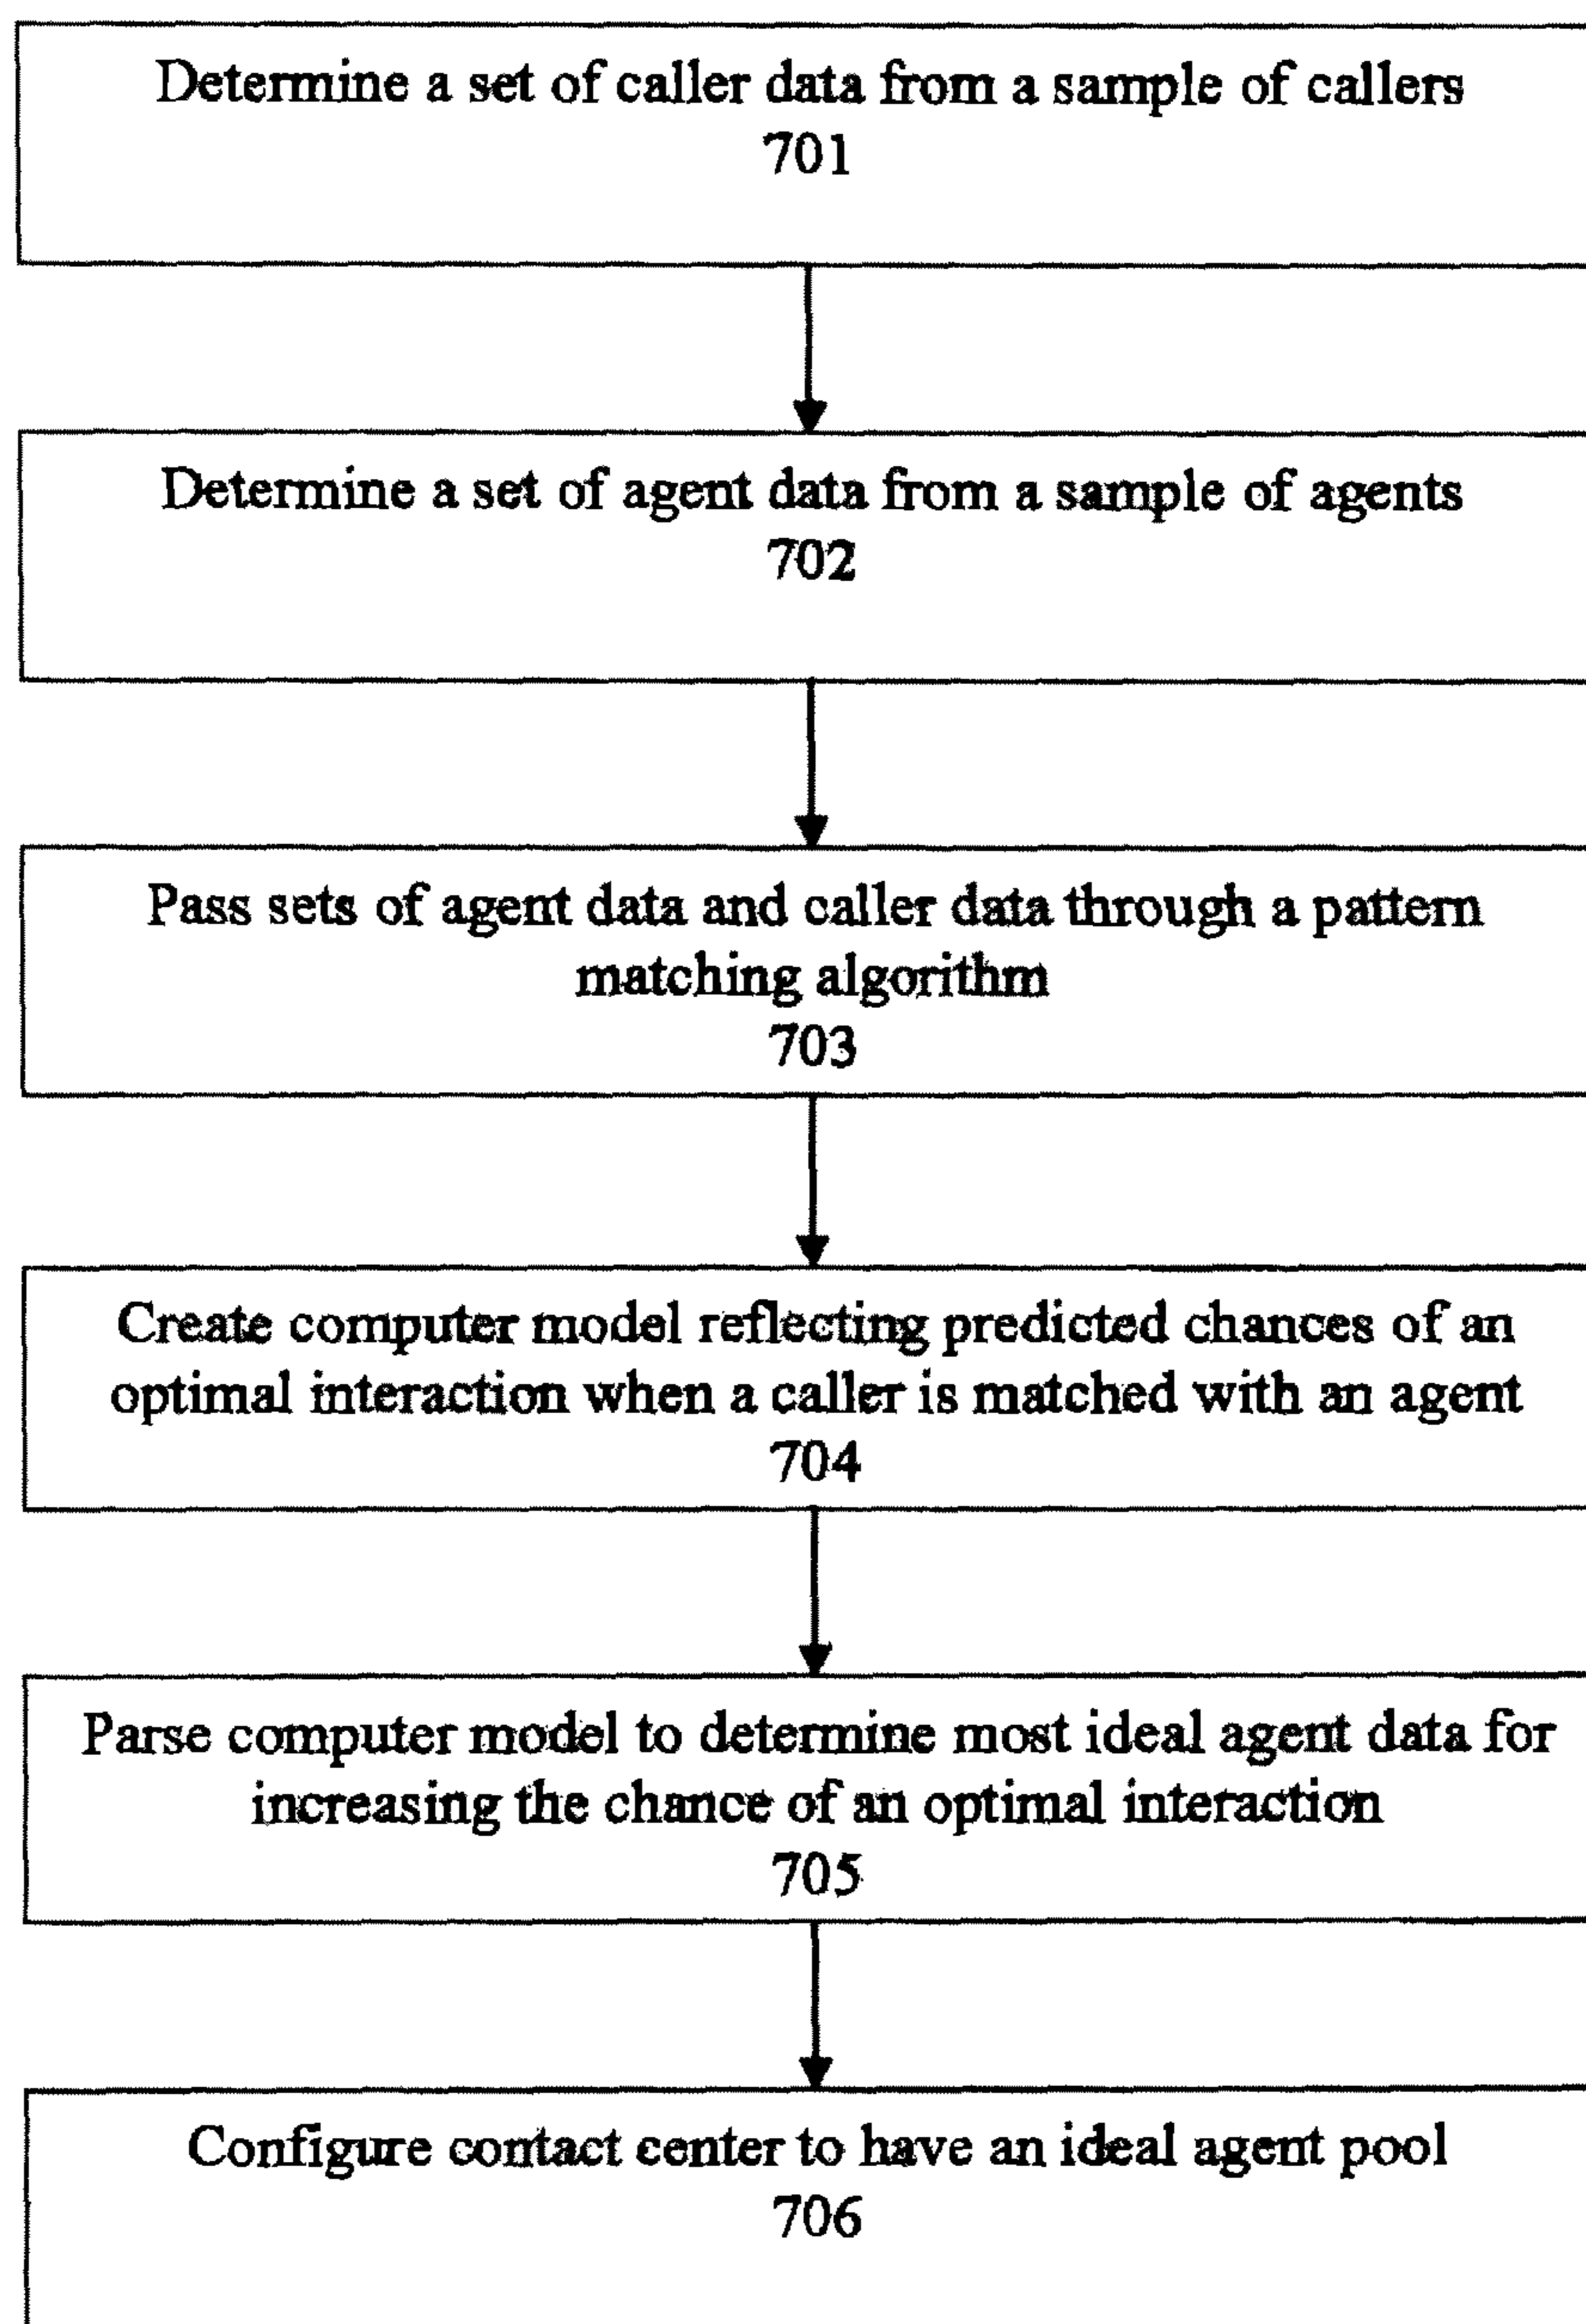 Determine a set of caller data from a sample of callers
701
Determine a set of agent data from a sample of agents
702
Pass sets of agent data and caller data through a pattern
matching algorithm
703
Create computer model reflecting predicted chances of an
optimal interaction when a caller is matched with an agent
704
Parse computer model to determine most ideal agent data for
increasing the chance of an optimal interaction
705
Configure contact center to have an ideal agent pool
706